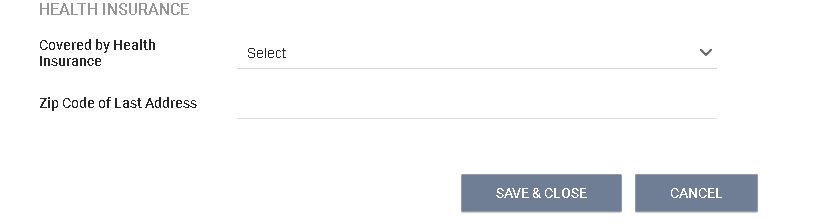 HEALTH INSURANCE
Covered by Health
Insurance
Select
Zip Code of Last Address
SAVE & CLOSE
CANCEL